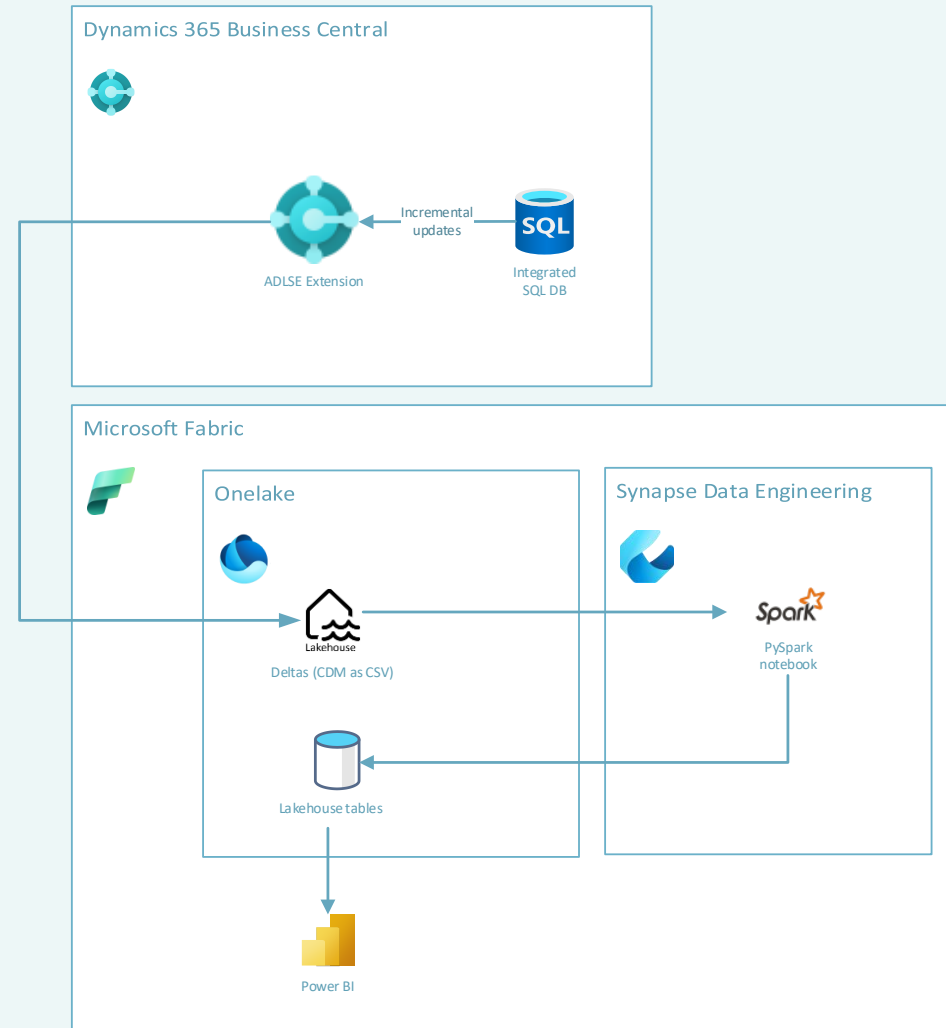 Dynamics 365 Business Central
Incremental
updates
SQL
ADLSE Extension
Integrated
SQL DB
Microsoft Fabric
Onelake
Synapse Data Engineering
Lakehouse
Deltas (CDM as CSV)
Spark
PySpark
notebook
Lakehouse tables
Power BI